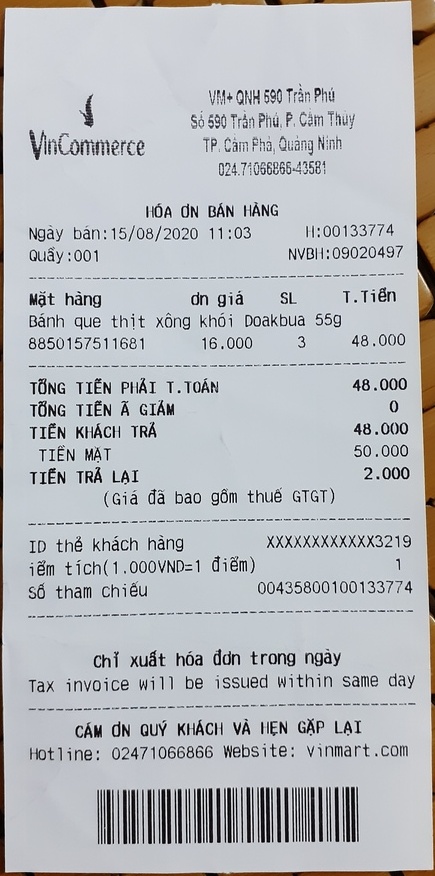 VinCommerce
VM+ QNH 590 Trần Phú
Số 590 Trần Phú, P. Cẩm Thủy
TP. Cẩm Phả, Quảng Ninh
024.71066866-43581
HÓA ƠN BÁN HÀNG
Ngày bán:15/08/2020 11:03 H:00133774
Quầy:001 NVBH:09020497
Mặt hàng ơn giá SL T.Tiền
Bánh que thịt xông khói Doakbua 55g
8850157511681 16.000 3 48.000
TỔNG TIỀN PHẢI T.TOÁN 48.000
TỔNG TIỀN Ã GIẢM 0
TIỀN KHÁCH TRẢ 48.000
TIỀN MẶT 50.000
TIỀN TRẢ LẠI 2.000
(Giá đã bao gồm thuế GTGT)
ID thẻ khách hàng XXXXXXXXXXXX3219
iểm tích(1.000VND=1 điểm) 1
Số tham chiếu 00435800100133774
Chỉ xuất hóa đơn trong ngày
Tax invoice will be issued within same day
CÁM ƠN QUÝ KHÁCH VÀ HẸN GẶP LẠI
Hotline: 02471066866 Website: vinmart.com